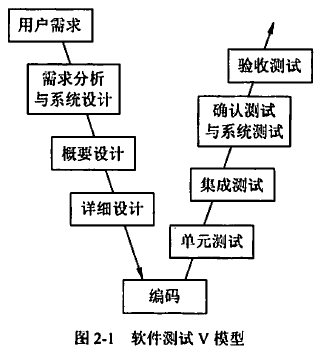 用户需求
需求分析
与系统设计
概要设计
详细设计
编码
单元测试
集成测试
确认测试
与系统测试
验收测试
图 2-1 软件测试 V 模型